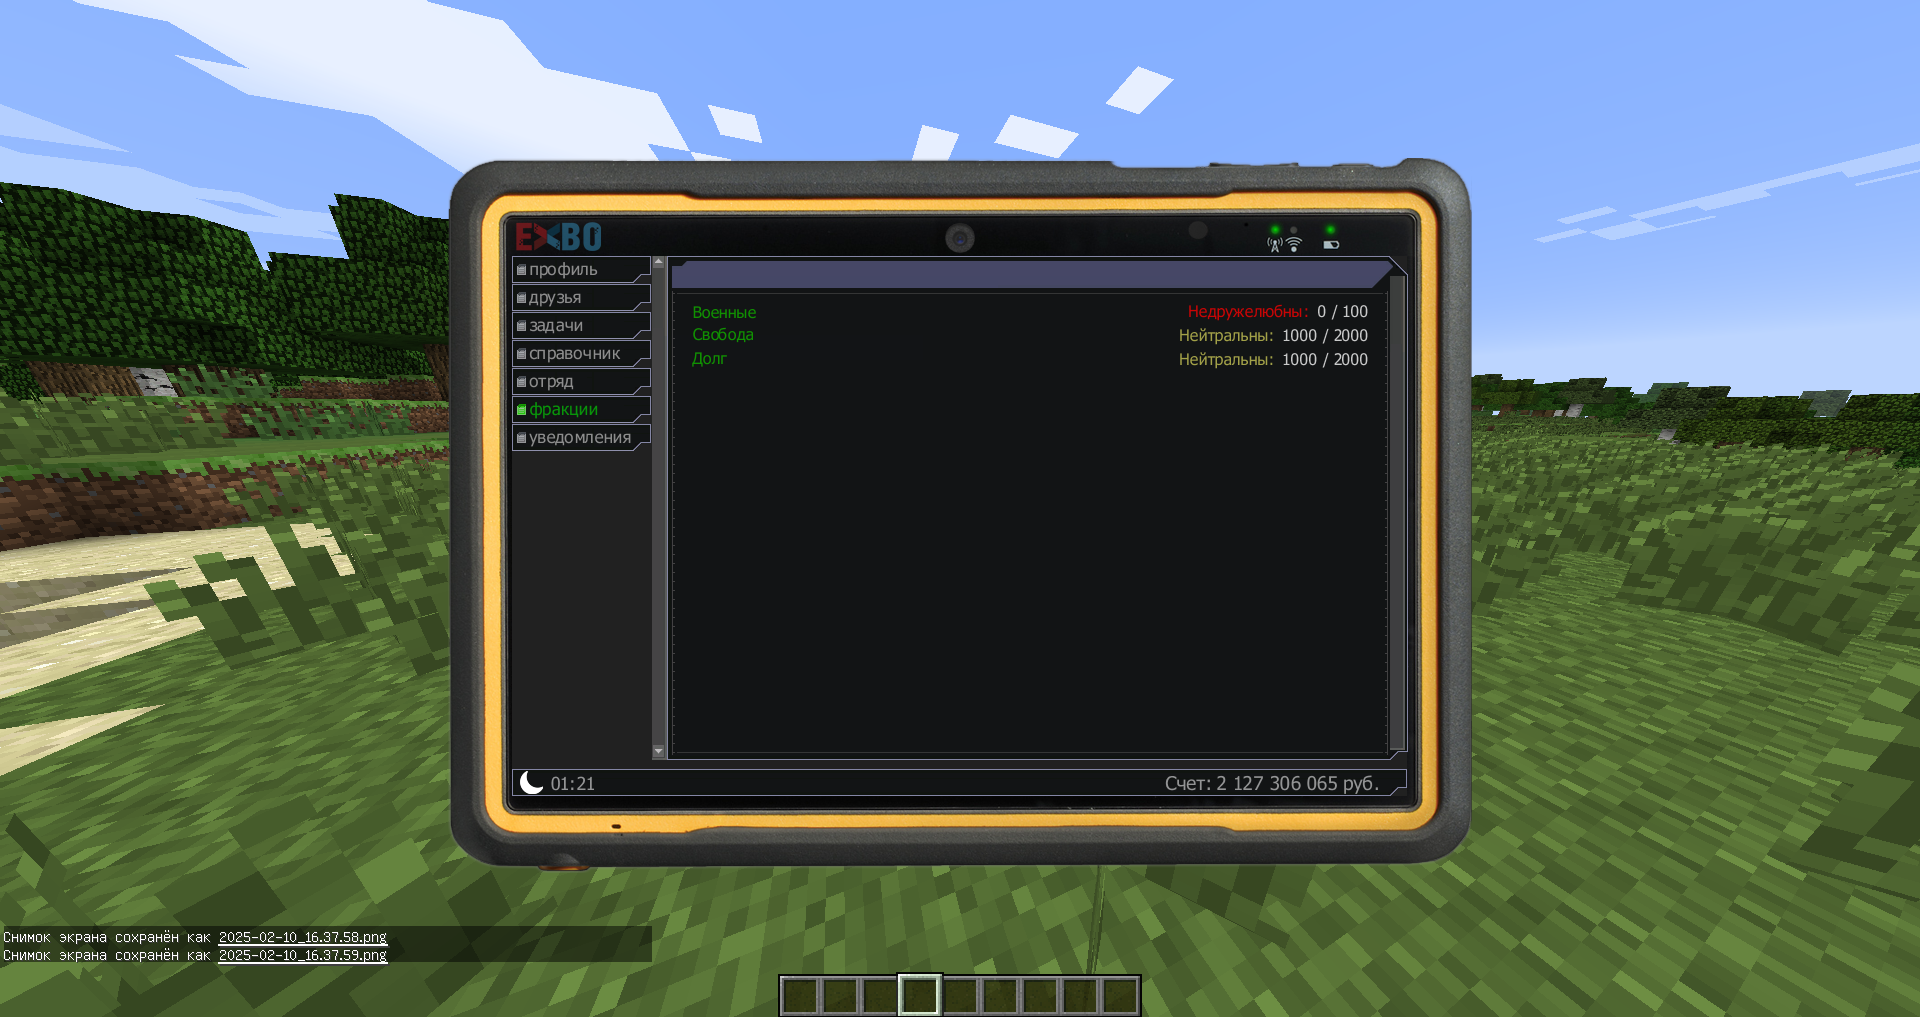 EXBO
профиль
друзья
задачи
справочник
отряд
фракции
уведомления
Военные Недружелюбны: 0 / 100
Свобода Нейтральны: 1000 / 2000
Долг Нейтральны: 1000 / 2000
01:21 Счет: 2 127 306 065 руб.
Снимок экрана сохранён как 2025-02-10_16.37.58.png
Снимок экрана сохранён как 2025-02-10_16.37.59.png